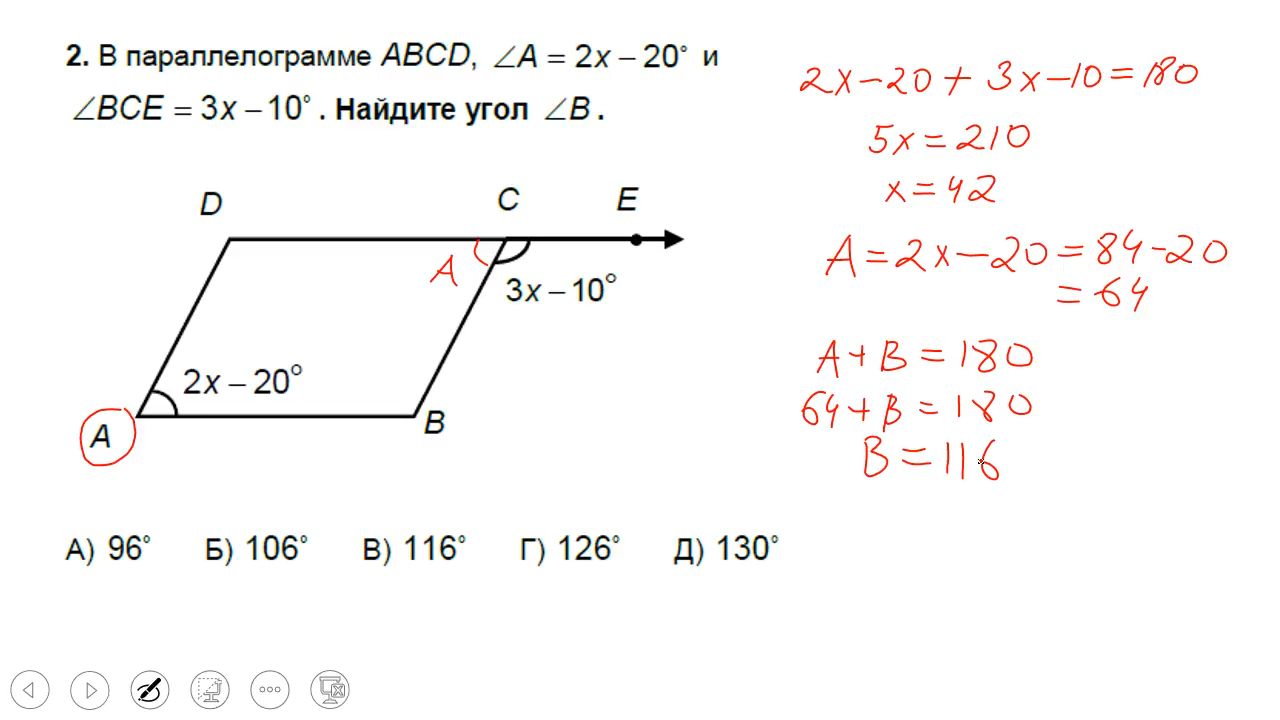 2. В параллелограмме ABCD, ∠A = 2x – 20° и
∠BCE = 3x – 10° . Найдите угол ∠B .
D
C
E
A
3x – 10°
2x – 20°
A
B
А) 96° Б) 106° В) 116° Г) 126° Д) 130°
2x – 20 + 3x – 10 = 180
5x = 210
x = 42
A = 2x – 20 = 84 - 20
= 64
A + B = 180
64 + B = 180
B = 116